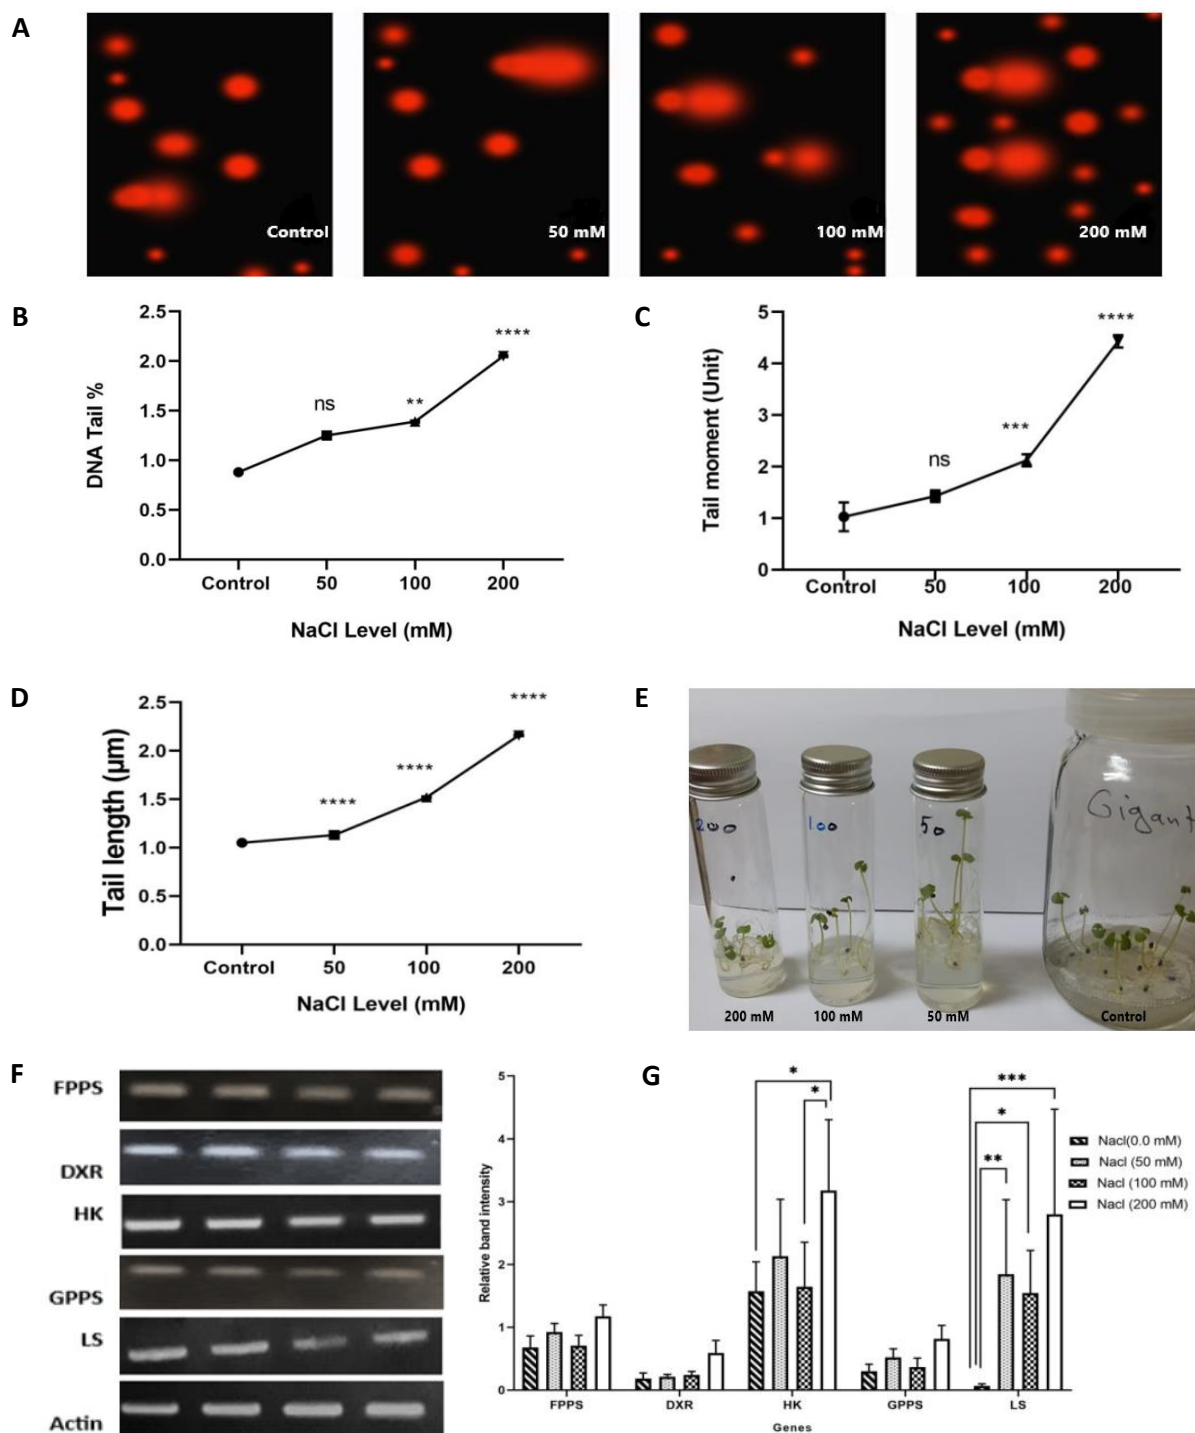 A
Control
50 mM
100 mM
200 mM
B
2.5
2.0
1.5
1.0
0.5
0.0
DNA Tail %
ns
**
****
Control 50 100 200
NaCl Level (mM)
C
5
4
3
2
1
0
Tail moment (Unit)
ns
***
****
Control 50 100 200
NaCl Level (mM)
D
2.5
2.0
1.5
1.0
0.5
0.0
Tail length (µm)
****
****
****
Control 50 100 200
NaCl Level (mM)
E
200
100
50
Gigant
200 mM
100 mM
50 mM
Control
F
FPPS
DXR
HK
GPPS
LS
Actin
G
5
4
3
2
1
0
Relative band intensity
*
*
***
*
**
Nacl(0.0 mM)
Nacl (50 mM)
Nacl (100 mM)
Nacl (200 mM)
FPPS DXR HK GPPS LS
Genes